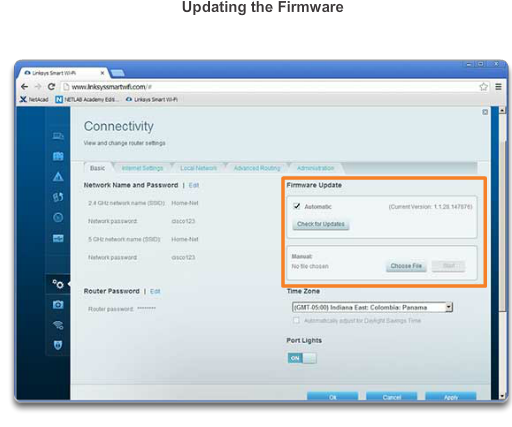 Updating the Firmware
Linksys Smart Wi-Fi
www.linksyssmartwifi.com/#
NetAcad NETLAB Academy Editi... Linksys Smart Wi-Fi
Connectivity
View and change router settings
Basic Internet Settings Local Network Advanced Routing Administration
Network Name and Password | Edit
2.4 GHz network name (SSID): Home-Net
Network password: cisco123
5 GHz network name (SSID): Home-Net
Network password: cisco123
Router Password | Edit
Router password: ********
Firmware Update
Automatic (Current Version: 1.1.28.147876)
Check for Updates
Manual:
No file chosen Choose File Start
Time Zone
(GMT-05:00) Indiana East: Colombia: Panama
Automatically adjust for Daylight Savings Time
Port Lights
ON
Ok Cancel Apply